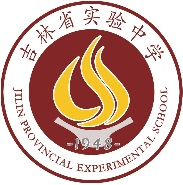 吉林省实验中学
-1948-
JILIN PROVINCIAL EXPERIMENTAL SCHOOL